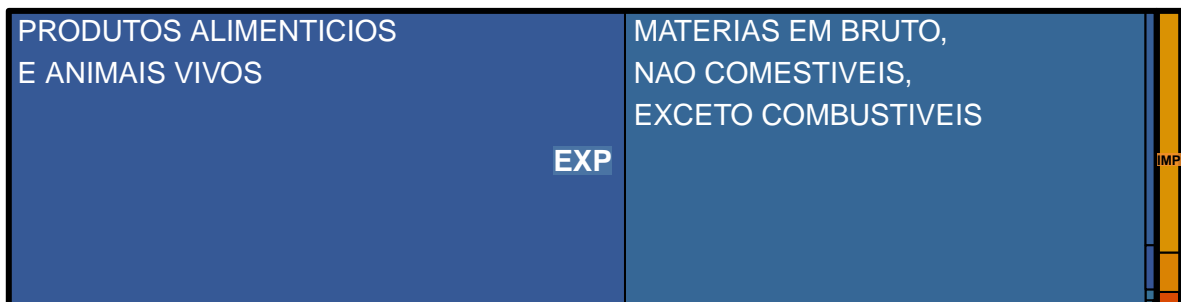 PRODUTOS ALIMENTICIOS
E ANIMAIS VIVOS
EXP
MATERIAS EM BRUTO,
NAO COMESTIVEIS,
EXCETO COMBUSTIVEIS
IMP